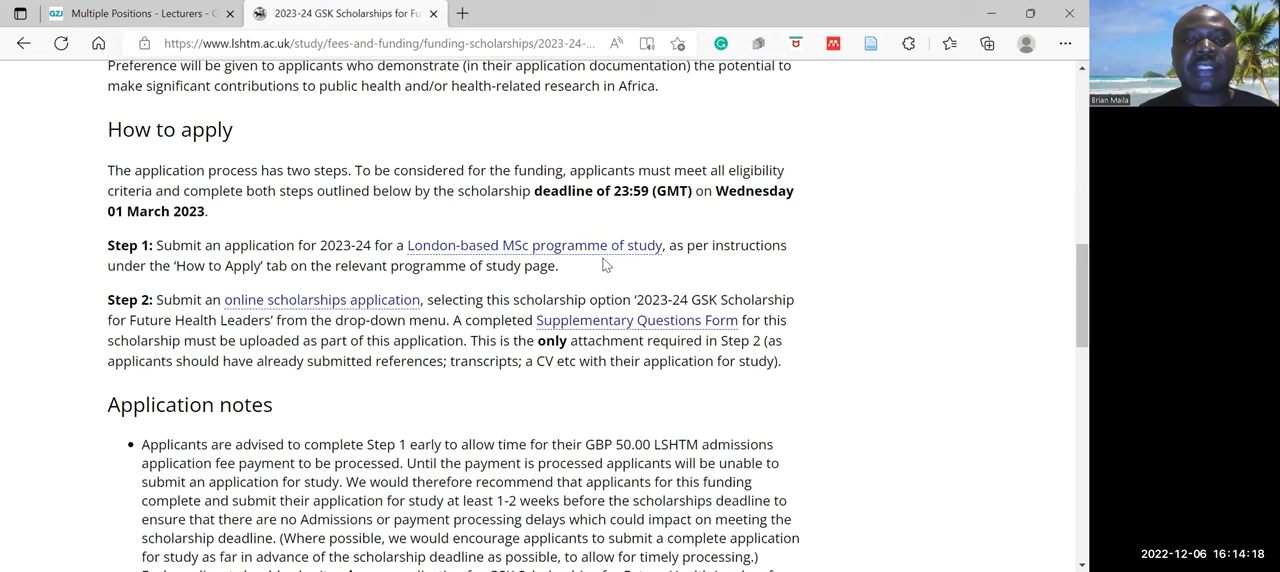 Multiple Positions - Lecturers - G
2023-24 GSK Scholarships for Fu
https://www.lshtm.ac.uk/study/fees-and-funding/funding-scholarships/2023-24-...
Brian Maila
Preference will be given to applicants who demonstrate (in their application documentation) the potential to
make significant contributions to public health and/or health-related research in Africa.
How to apply
The application process has two steps. To be considered for the funding, applicants must meet all eligibility
criteria and complete both steps outlined below by the scholarship deadline of 23:59 (GMT) on Wednesday
01 March 2023.
Step 1: Submit an application for 2023-24 for a London-based MSc programme of study, as per instructions
under the ‘How to Apply’ tab on the relevant programme of study page.
Step 2: Submit an online scholarships application, selecting this scholarship option ‘2023-24 GSK Scholarship
for Future Health Leaders’ from the drop-down menu. A completed Supplementary Questions Form for this
scholarship must be uploaded as part of this application. This is the only attachment required in Step 2 (as
applicants should have already submitted references; transcripts; a CV etc with their application for study).
Application notes
Applicants are advised to complete Step 1 early to allow time for their GBP 50.00 LSHTM admissions
application fee payment to be processed. Until the payment is processed applicants will be unable to
submit an application for study. We would therefore recommend that applicants for this funding
complete and submit their application for study at least 1-2 weeks before the scholarships deadline to
ensure that there are no Admissions or payment processing delays which could impact on meeting the
scholarship deadline. (Where possible, we would encourage applicants to submit a complete application
for study as far in advance of the scholarship deadline as possible, to allow for timely processing.)
2022-12-06 16:14:18